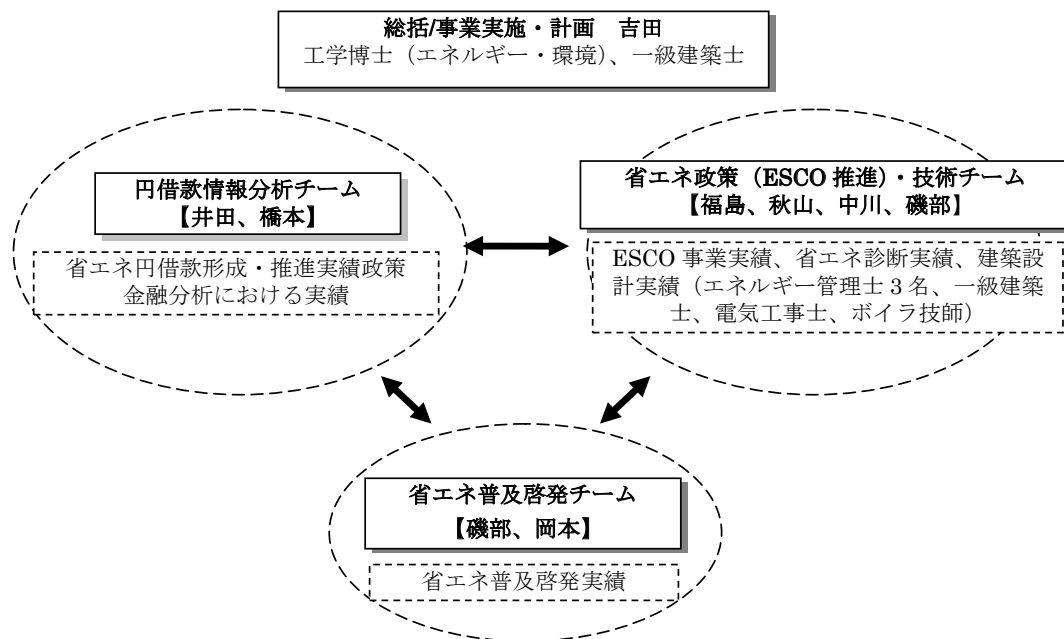 総括/事業実施・計画　吉田
工学博士（エネルギー・環境）、一級建築士
円借款情報分析チーム
【井田、橋本】
省エネ円借款形成・推進実績政策
金融分析における実績
省エネ政策（ESCO 推進）・技術チーム
【福島、秋山、中川、磯部】
ESCO 事業実績、省エネ診断実績、建築設
計実績（エネルギー管理士 3 名、一級建築
士、電気工事士、ボイラ技師）
省エネ普及啓発チーム
【磯部、岡本】
省エネ普及啓発実績